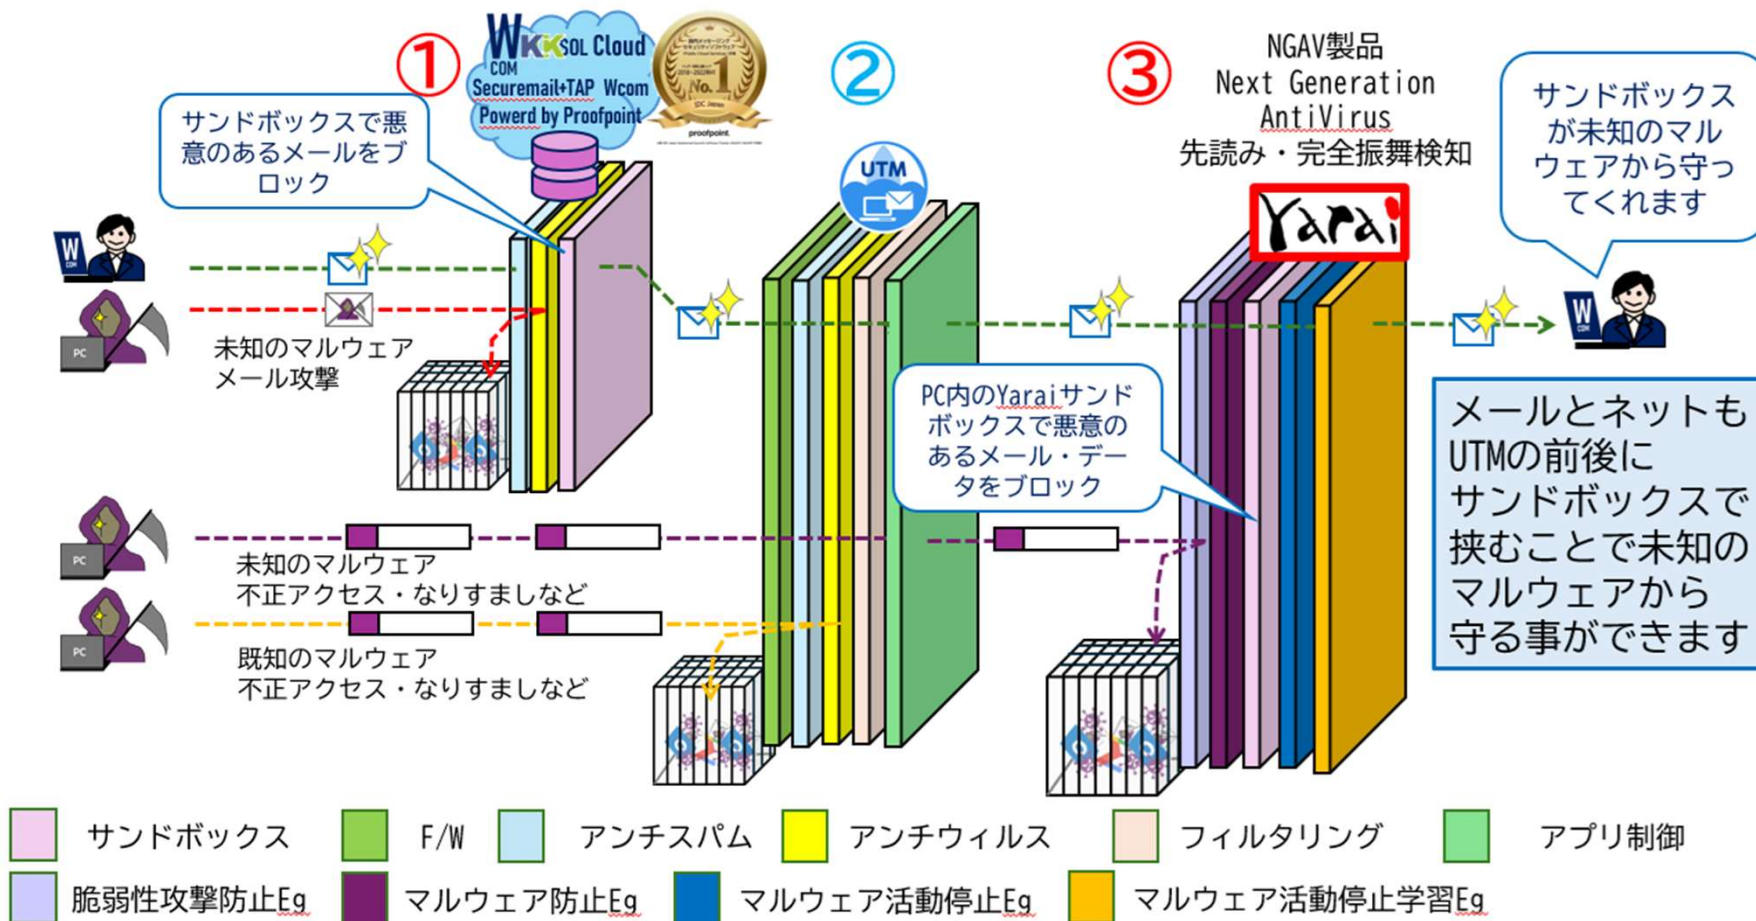 ①
WKKSOL Cloud
COM
Securemail+TAP Wcom
Powerd by Proofpoint
No.1
IDC Japan
proofpoint.
サンドボックスで悪
意のあるメールをブ
ロック
②
UTM
③
NGAV製品
Next Generation
AntiVirus
先読み・完全振舞検知
Yarai
サンドボックス
が未知のマル
ウェアから守っ
てくれます
W
COM
PC
未知のマルウェア
メール攻撃
W
COM
PC内のYaraiサンド
ボックスで悪意の
あるメール・デー
タをブロック
メールとネットも
UTMの前後に
サンドボックスで
挟むことで未知の
マルウェアから
守る事ができます
PC
未知のマルウェア
不正アクセス・なりすましなど
PC
既知のマルウェア
不正アクセス・なりすましなど
サンドボックス
F/W
アンチスパム
アンチウィルス
フィルタリング
アプリ制御
脆弱性攻撃防止Eg
マルウェア防止Eg
マルウェア活動停止Eg
マルウェア活動停止学習Eg